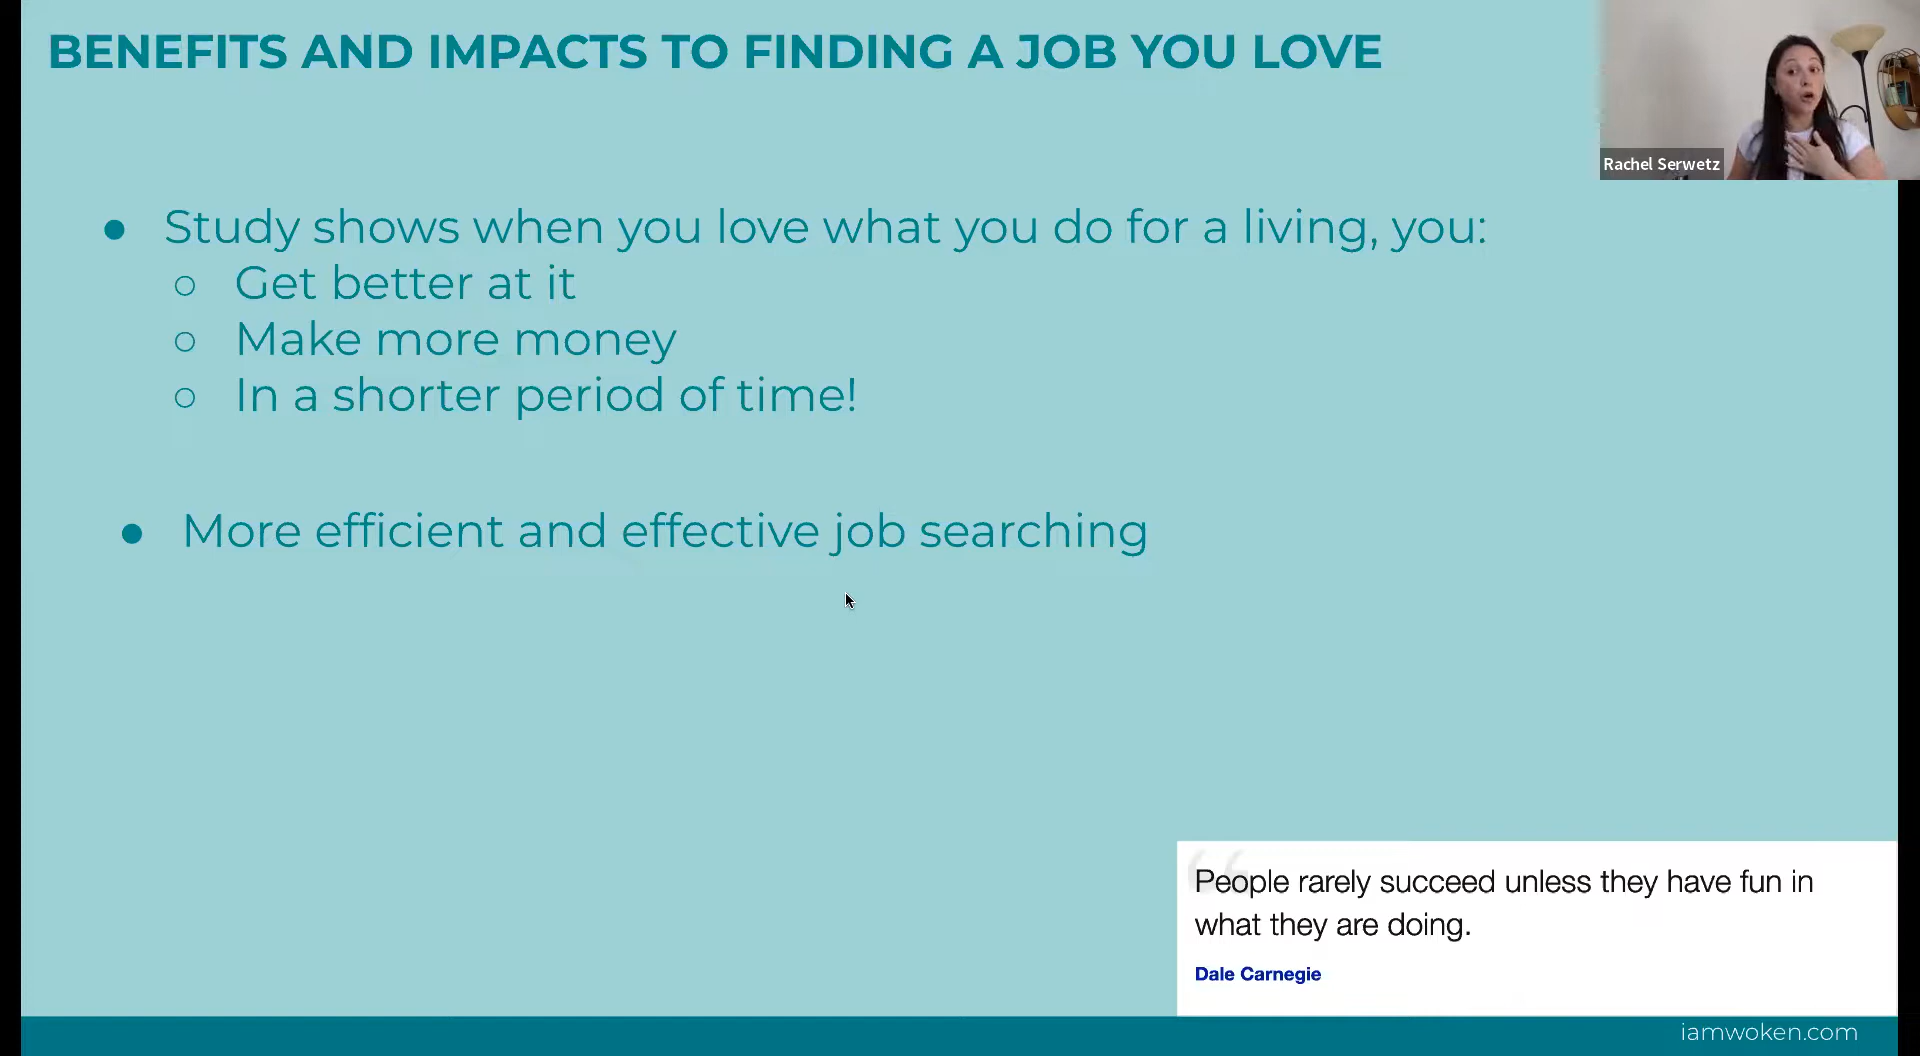 BENEFITS AND IMPACTS TO FINDING A JOB YOU LOVE
Rachel Serwetz
● Study shows when you love what you do for a living, you:
○ Get better at it
○ Make more money
○ In a shorter period of time!
● More efficient and effective job searching
“
People rarely succeed unless they have fun in
what they are doing.
Dale Carnegie
iamwoken.com